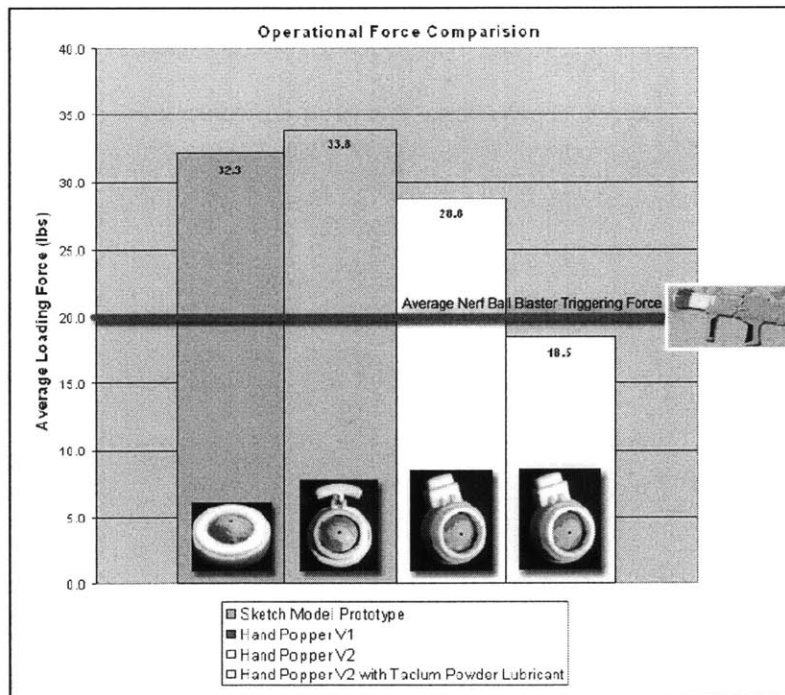 Operational Force Comparision
Average Loading Force (lbs)
40.0
35.0
30.0
25.0
20.0
15.0
10.0
5.0
0.0
32.3
33.8
28.8
18.5
Average Nerf Ball Blaster Triggering Force
Sketch Model Prototype
Hand Popper V1
Hand Popper V2
Hand Popper V2 with Taclum Powder Lubricant